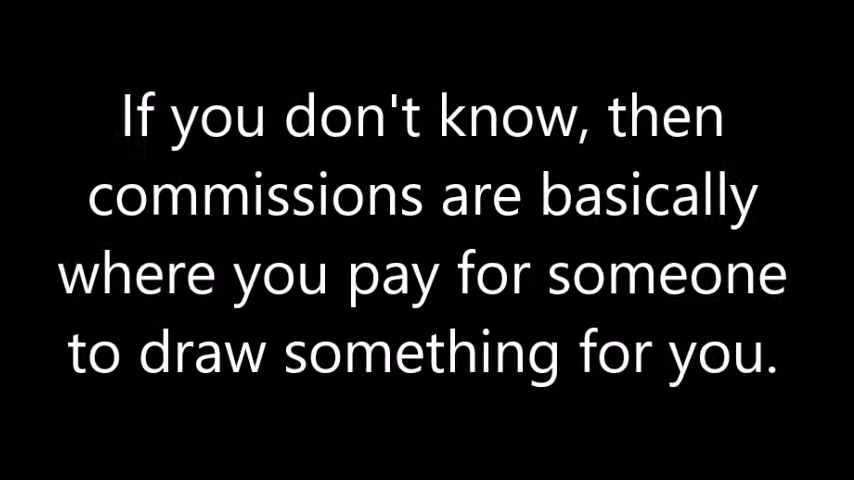 If you don't know, then
commissions are basically
where you pay for someone
to draw something for you.